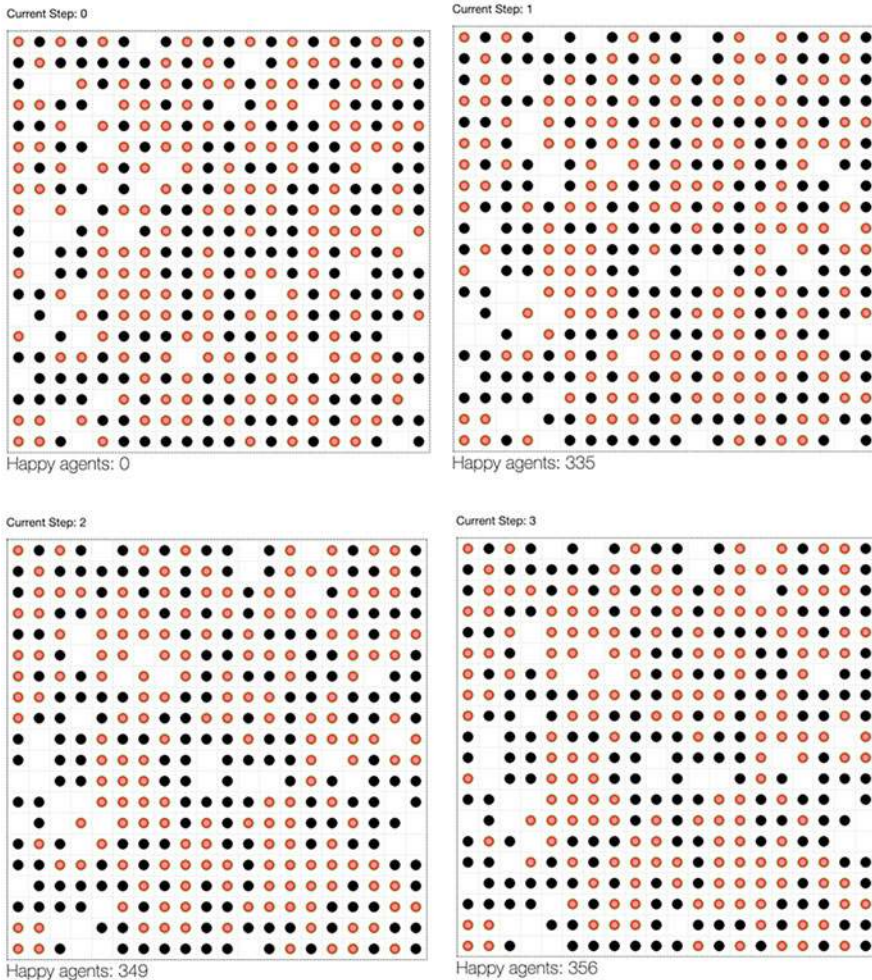 Current Step: 0
Happy agents: 0
Current Step: 1
Happy agents: 335
Current Step: 2
Happy agents: 349
Current Step: 3
Happy agents: 356